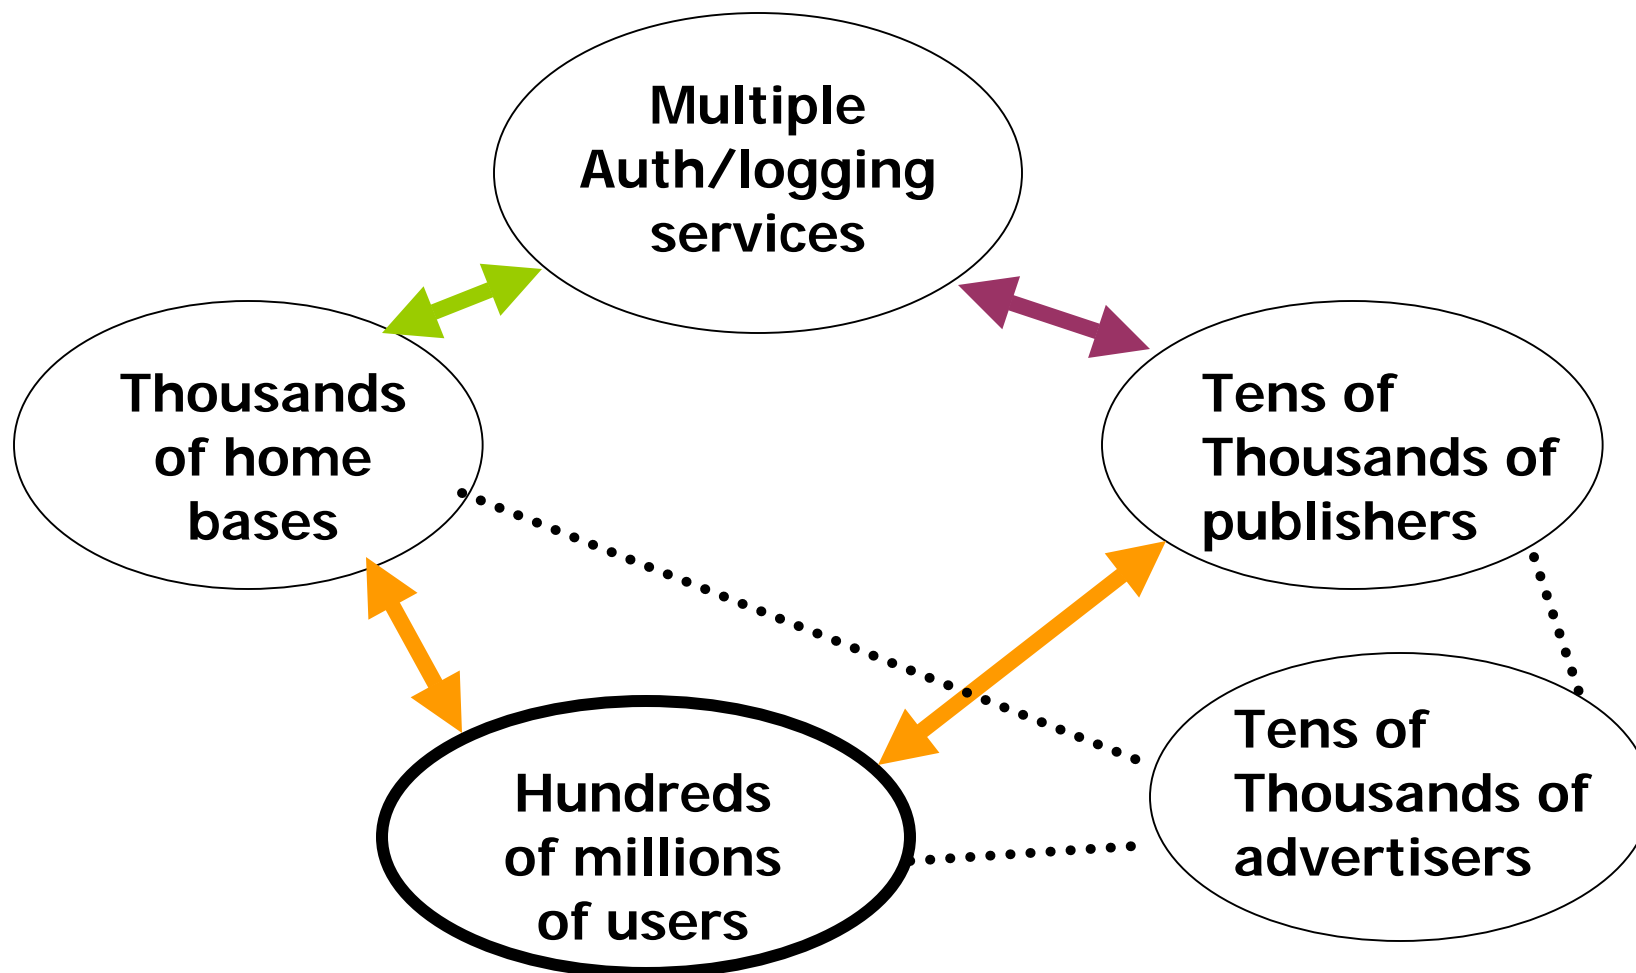 Multiple
Auth/logging
services
Thousands
of home
bases
Tens of
Thousands of
publishers
Hundreds
of millions
of users
Tens of
Thousands of
advertisers